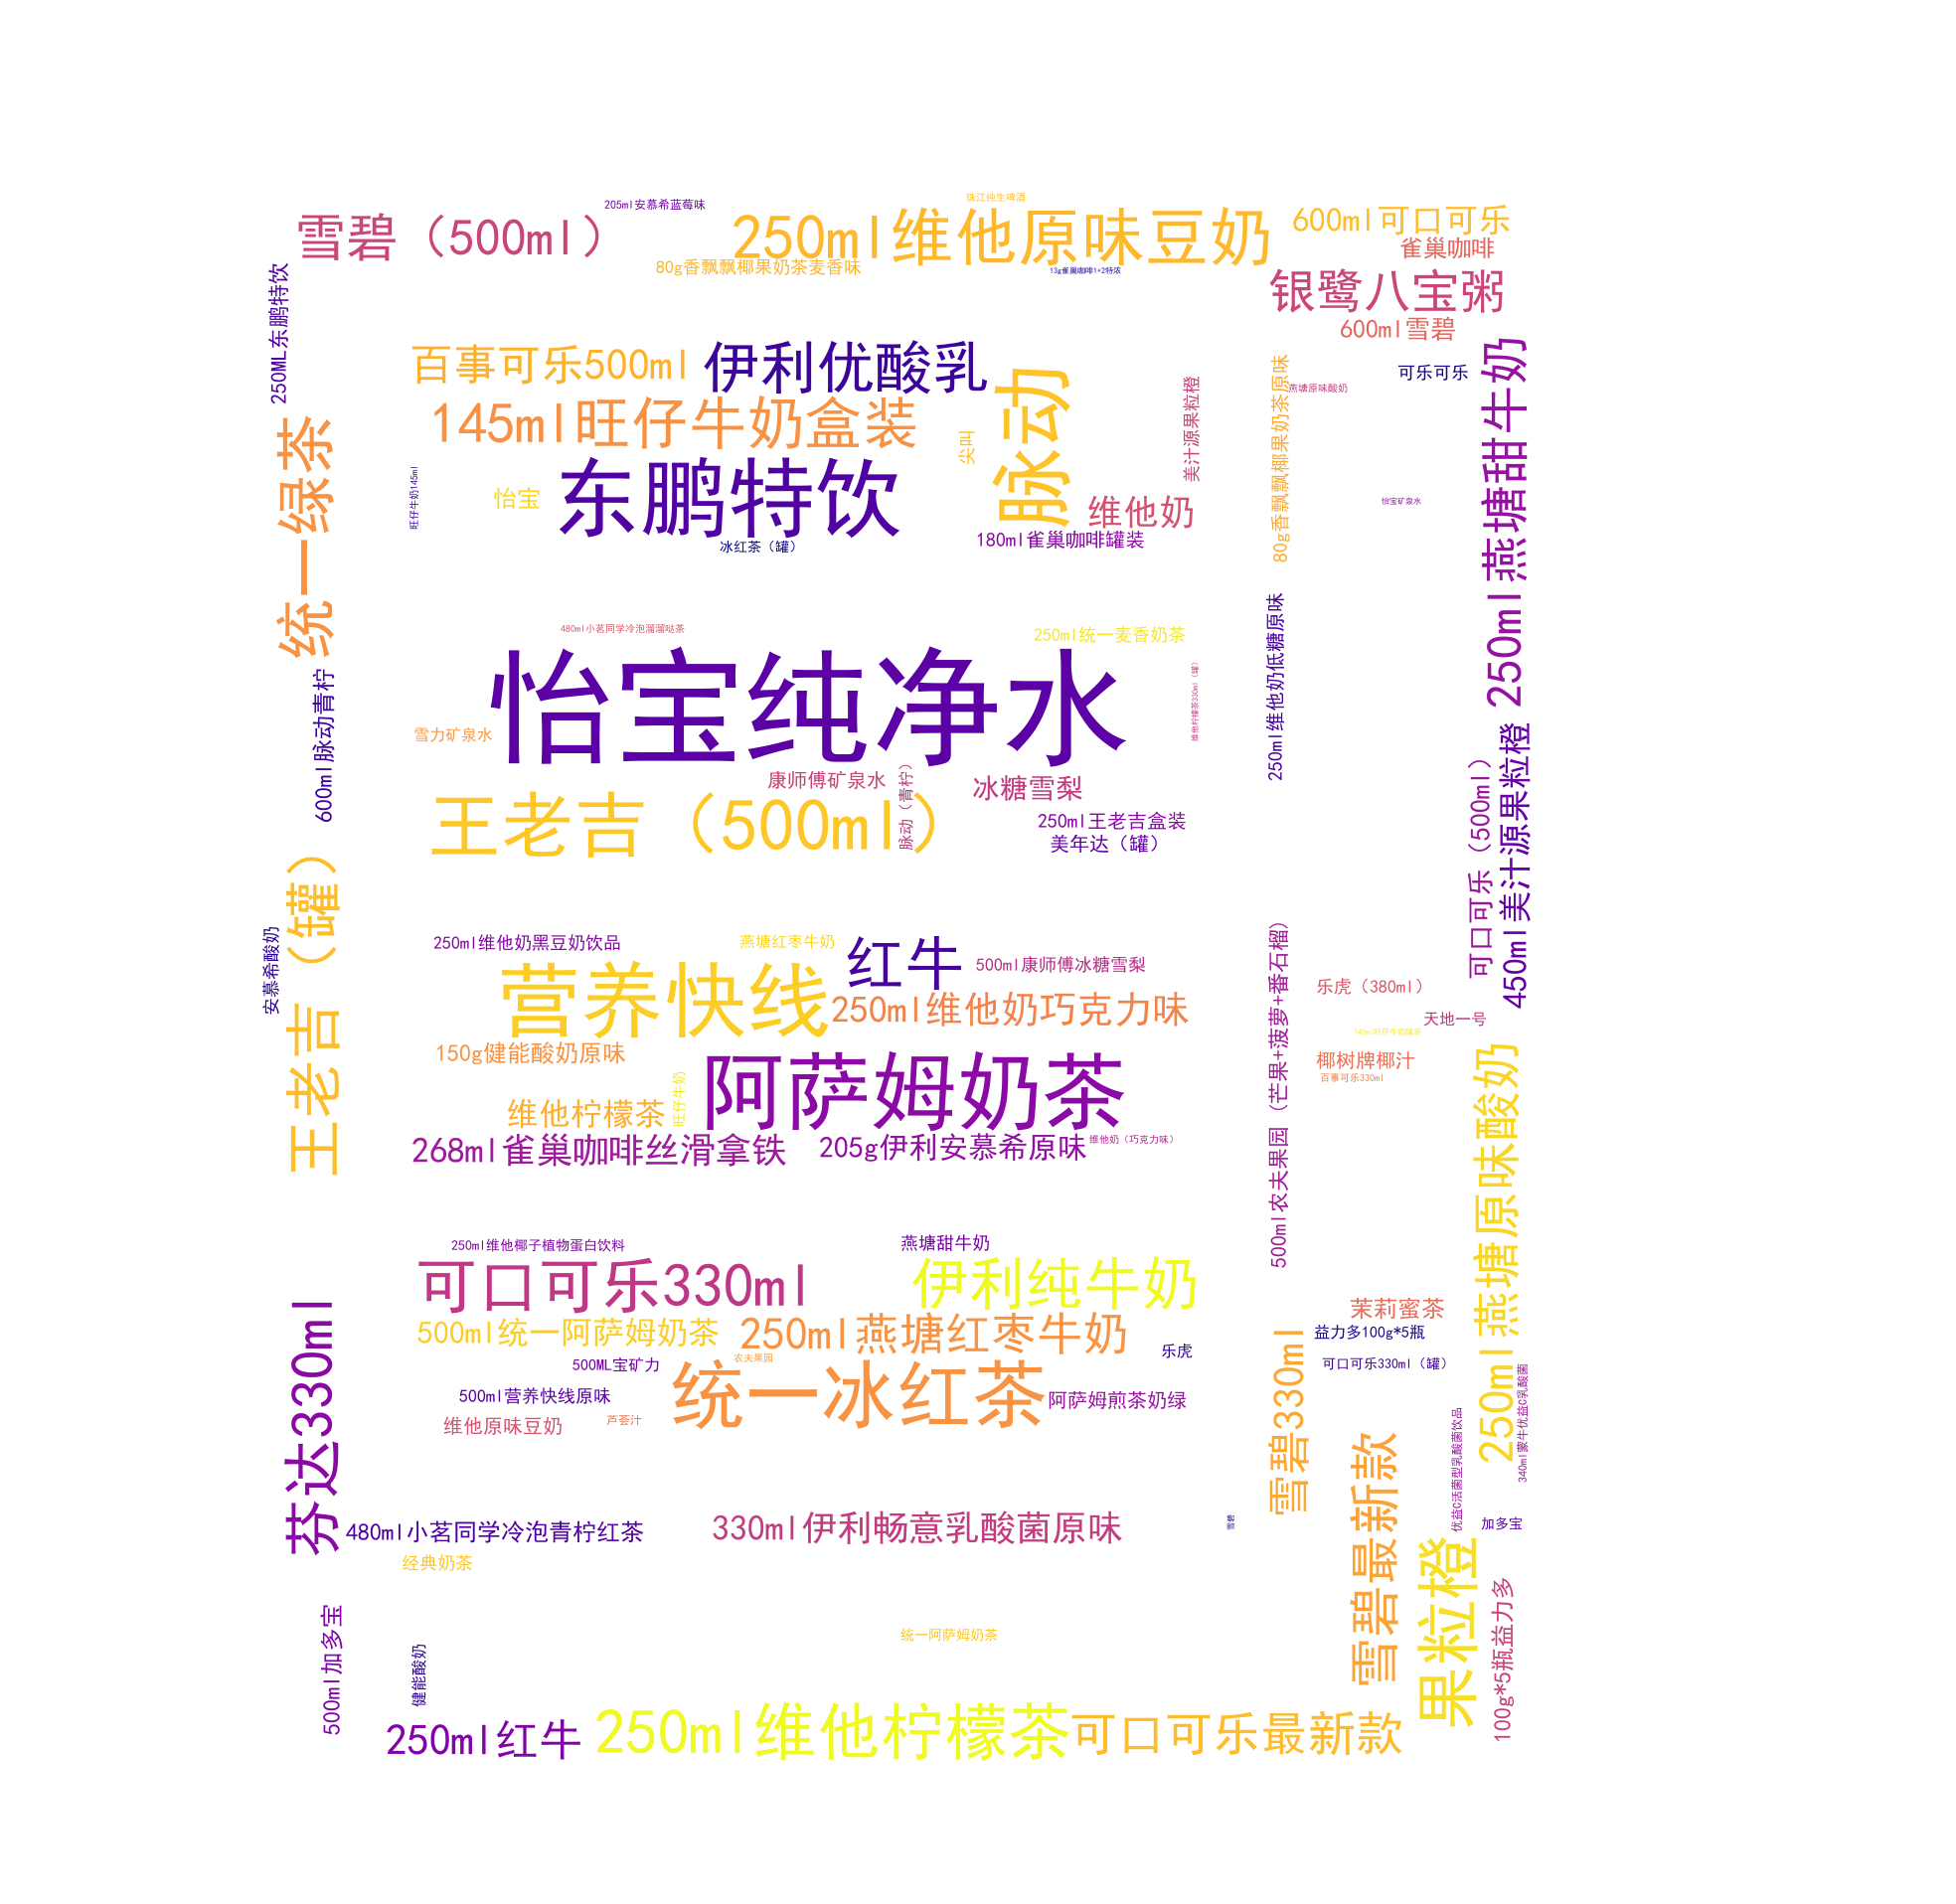 205ml安慕希蓝莓味
珠江纯生啤酒
雪碧（500ml）
250ml维他原味豆奶
600ml可口可乐
雀巢咖啡
80g香飘飘椰果奶茶麦香味
13g雀巢咖啡1+2特浓
银鹭八宝粥
600ml雪碧
250ML东鹏特饮
百事可乐500ml
伊利优酸乳
脉动
美汁源果粒橙
80g香飘飘椰果奶茶原味
可乐可乐
燕塘原味酸奶
250ml燕塘甜牛奶
145ml旺仔牛奶盒装
尖叫
统一绿茶
旺仔牛奶145ml
怡宝
东鹏特饮
维他奶
怡宝矿泉水
180ml雀巢咖啡罐装
冰红茶（罐）
250ml维他奶低糖原味
480ml小茗同学冷泡溜溜哒茶
250ml统一麦香奶茶
怡宝纯净水
维他柠檬茶330ml（罐）
600ml脉动青柠
雪力矿泉水
450ml美汁源果粒橙
可口可乐（500ml）
康师傅矿泉水
脉动（青柠）
冰糖雪梨
王老吉（500ml）
250ml王老吉盒装
美年达（罐）
王老吉（罐）
安慕希酸奶
250ml维他奶黑豆奶饮品
燕塘红枣牛奶
红牛
500ml康师傅冰糖雪梨
500ml农夫果园（芒果+菠萝+番石榴）
乐虎（380ml）
营养快线
250ml维他奶巧克力味
天地一号
145ml旺仔牛奶罐装
150g健能酸奶原味
椰树牌椰汁
百事可乐330ml
250ml燕塘原味酸奶
阿萨姆奶茶
旺仔牛奶
维他柠檬茶
268ml雀巢咖啡丝滑拿铁
205g伊利安慕希原味
维他奶（巧克力味）
250ml维他椰子植物蛋白饮料
燕塘甜牛奶
可口可乐330ml
伊利纯牛奶
芬达330ml
茉莉蜜茶
500ml统一阿萨姆奶茶
250ml燕塘红枣牛奶
益力多100g*5瓶
雪碧330ml
乐虎
500ML宝矿力
农夫果园
可口可乐330ml（罐）
统一冰红茶
340ml蒙牛优益C乳酸菌
500ml营养快线原味
阿萨姆煎茶奶绿
维他原味豆奶
芦荟汁
优益C活菌型乳酸菌饮品
雪碧最新款
480ml小茗同学冷泡青柠红茶
330ml伊利畅意乳酸菌原味
雪碧
加多宝
经典奶茶
果粒橙
100g*5瓶益力多
500ml加多宝
统一阿萨姆奶茶
健能酸奶
250ml红牛
250ml维他柠檬茶
可口可乐最新款